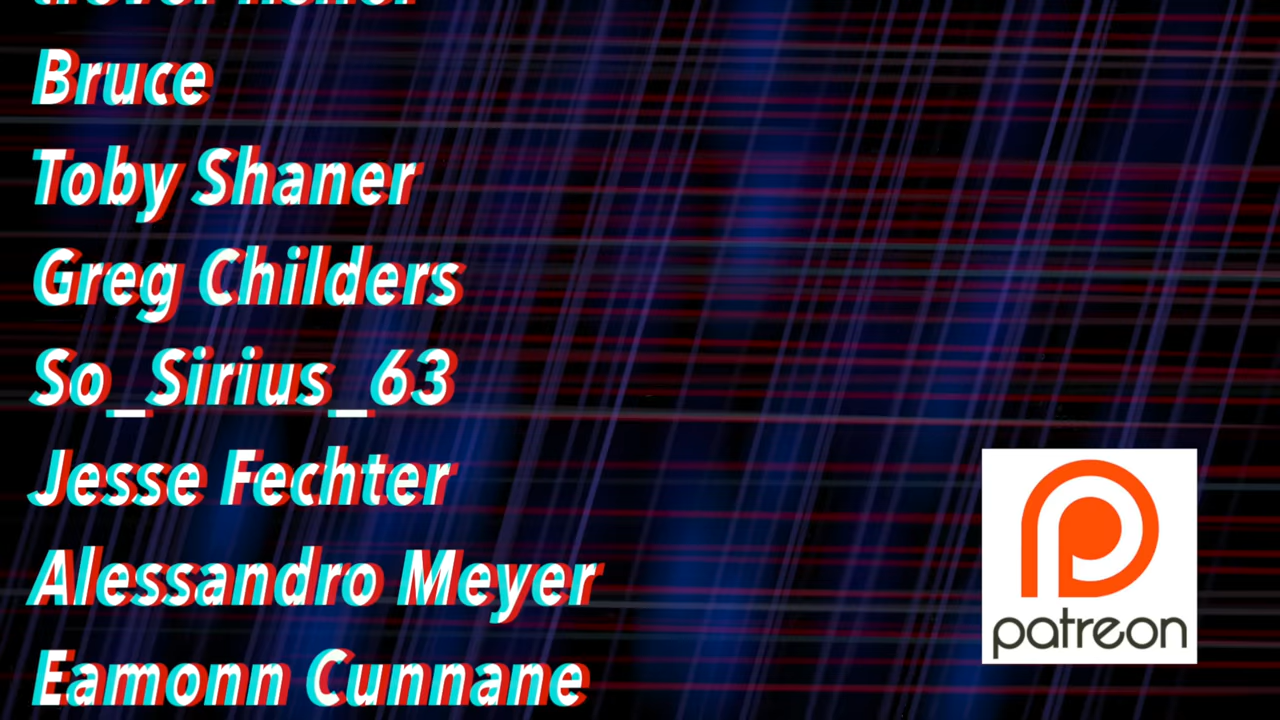 Bruce
Toby Shaner
Greg Childers
So_Sirius_63
Jesse Fechter
Alessandro Meyer
Eamonn Cunnane
patreon